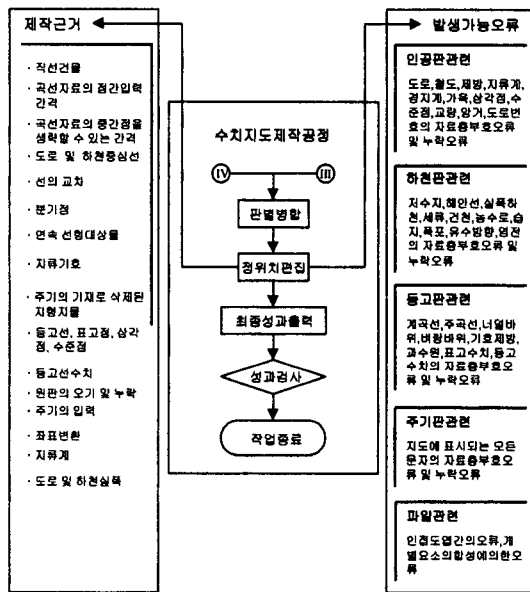 제작근거
· 직선건물
· 곡선자료의 점간입력
간격
· 곡선자료의 중간점을
생략할 수 있는 간격
· 도로 및 하천중심선
· 선의 교차
· 분기점
· 연속 선형대상물
· 지류기호
· 주기의 기재로 삭제된
지형지물
· 등고선, 표고점, 삼각
점, 수준점
· 등고선수치
· 원판의 오기 및 누락
· 주기의 입력
· 좌표변환
· 지류계
· 도로 및 하천실폭
수치지도제작공정
IV
III
판별병합
정위치편집
최종성과출력
성과검사
작업종료
발생가능오류
인공판관련
도로,철도,제방,지류계,
경지계,가옥,삼각점,수
준점,교량,암거,도로번
호의 자료층부호오류
및 누락오류
하천판관련
저수지,해안선,실폭하
천,세류,건천,농수로,습
지,폭포,유수방향,염전
의 자료층부호오류 및
누락오류
등고판관련
계곡선,주곡선,너덜바
위,벼랑바위,기호제방,
과수원,표고수치,등고
수치의 자료층부호오
류 및 누락오류
주기판관련
지도에 표시되는 모든
문자의 자료층부호오
류 및 누락오류
파일관련
인접도엽간의오류,개
별요소의합성에의한오
류